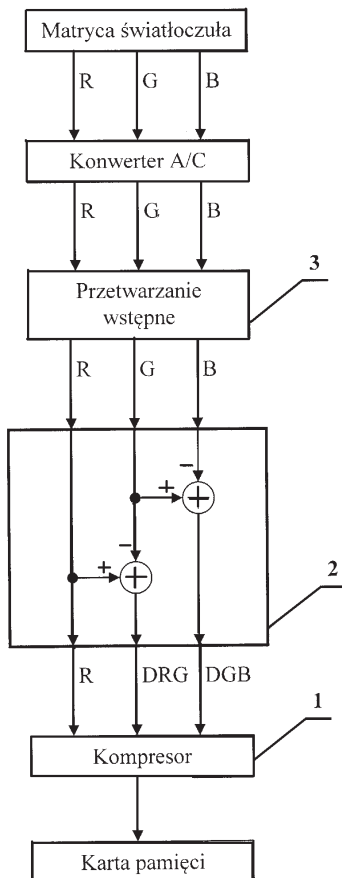 Matryca światłoczuła
R G B
Konwerter A/C
R G B
3
Przetwarzanie
wstępne
R G B
−
+
+
−
+
+
2
R DRG DGB
1
Kompresor
Karta pamięci